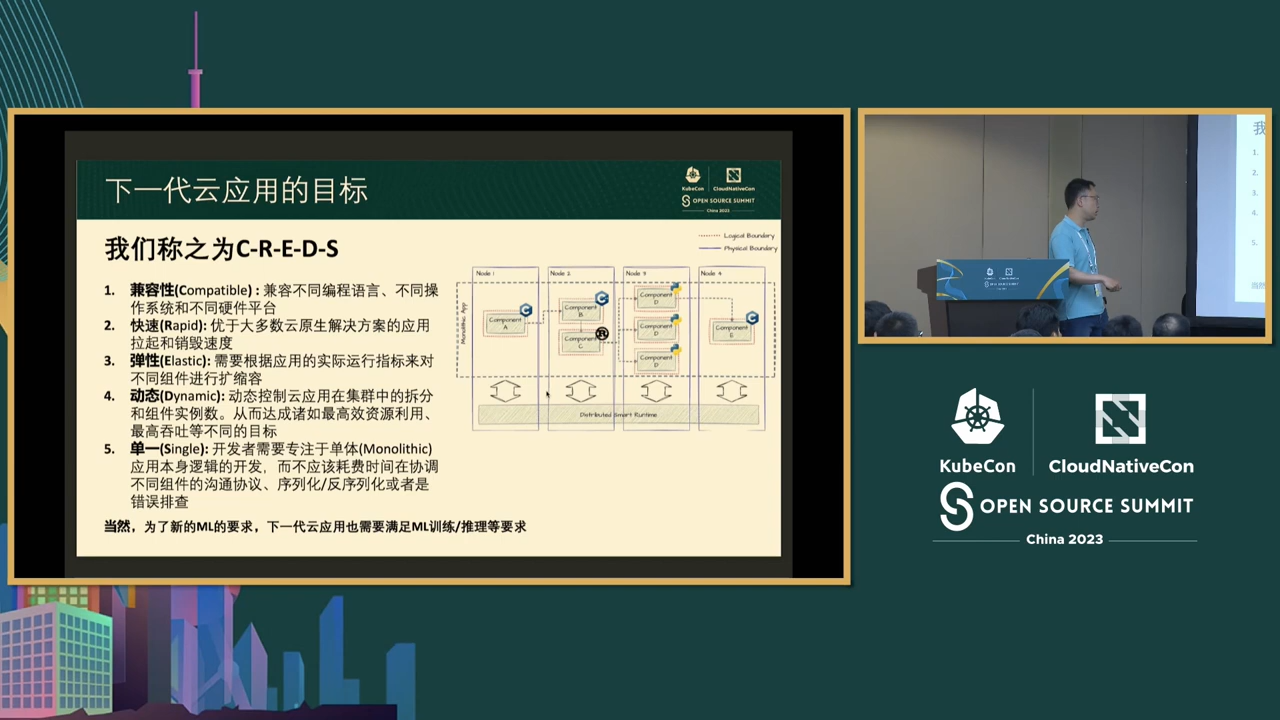 下一代云应用的目标
KubeCon
CloudNativeCon
OPEN SOURCE SUMMIT
China 2023
我们称之为C-R-E-D-S
1. 兼容性(Compatible) : 兼容不同编程语言、不同操
作系统和不同硬件平台
2. 快速(Rapid): 优于大多数云原生解决方案的应用
拉起和销毁速度
3. 弹性(Elastic): 需要根据应用的实际运行指标来对
不同组件进行扩缩容
4. 动态(Dynamic): 动态控制云应用在集群中的拆分
和组件实例数。从而达成诸如最高效资源利用、
最高吞吐等不同的目标
5. 单一(Single): 开发者需要专注于单体(Monolithic)
应用本身逻辑的开发，而不应该耗费时间在协调
不同组件的沟通协议、序列化/反序列化或者是
错误排查
当然，为了新的ML的要求，下一代云应用也需要满足ML训练/推理等要求
Logical Boundary
Physical Boundary
Node 1
Node 2
Node 3
Node 4
Monolithic App
Component A
Component B
Component C
Component D
Component D
Component D
Component E
Distributed Smart Runtime
我
1.
2.
3.
4.
5.
KubeCon
CloudNativeCon
OPEN SOURCE SUMMIT
China 2023